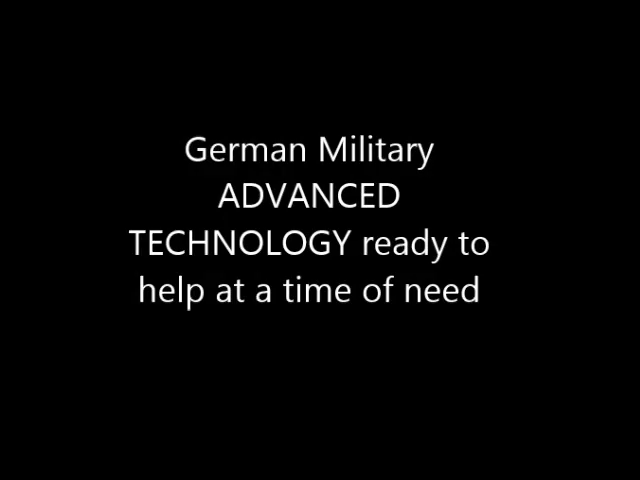 German Military
ADVANCED
TECHNOLOGY ready to
help at a time of need